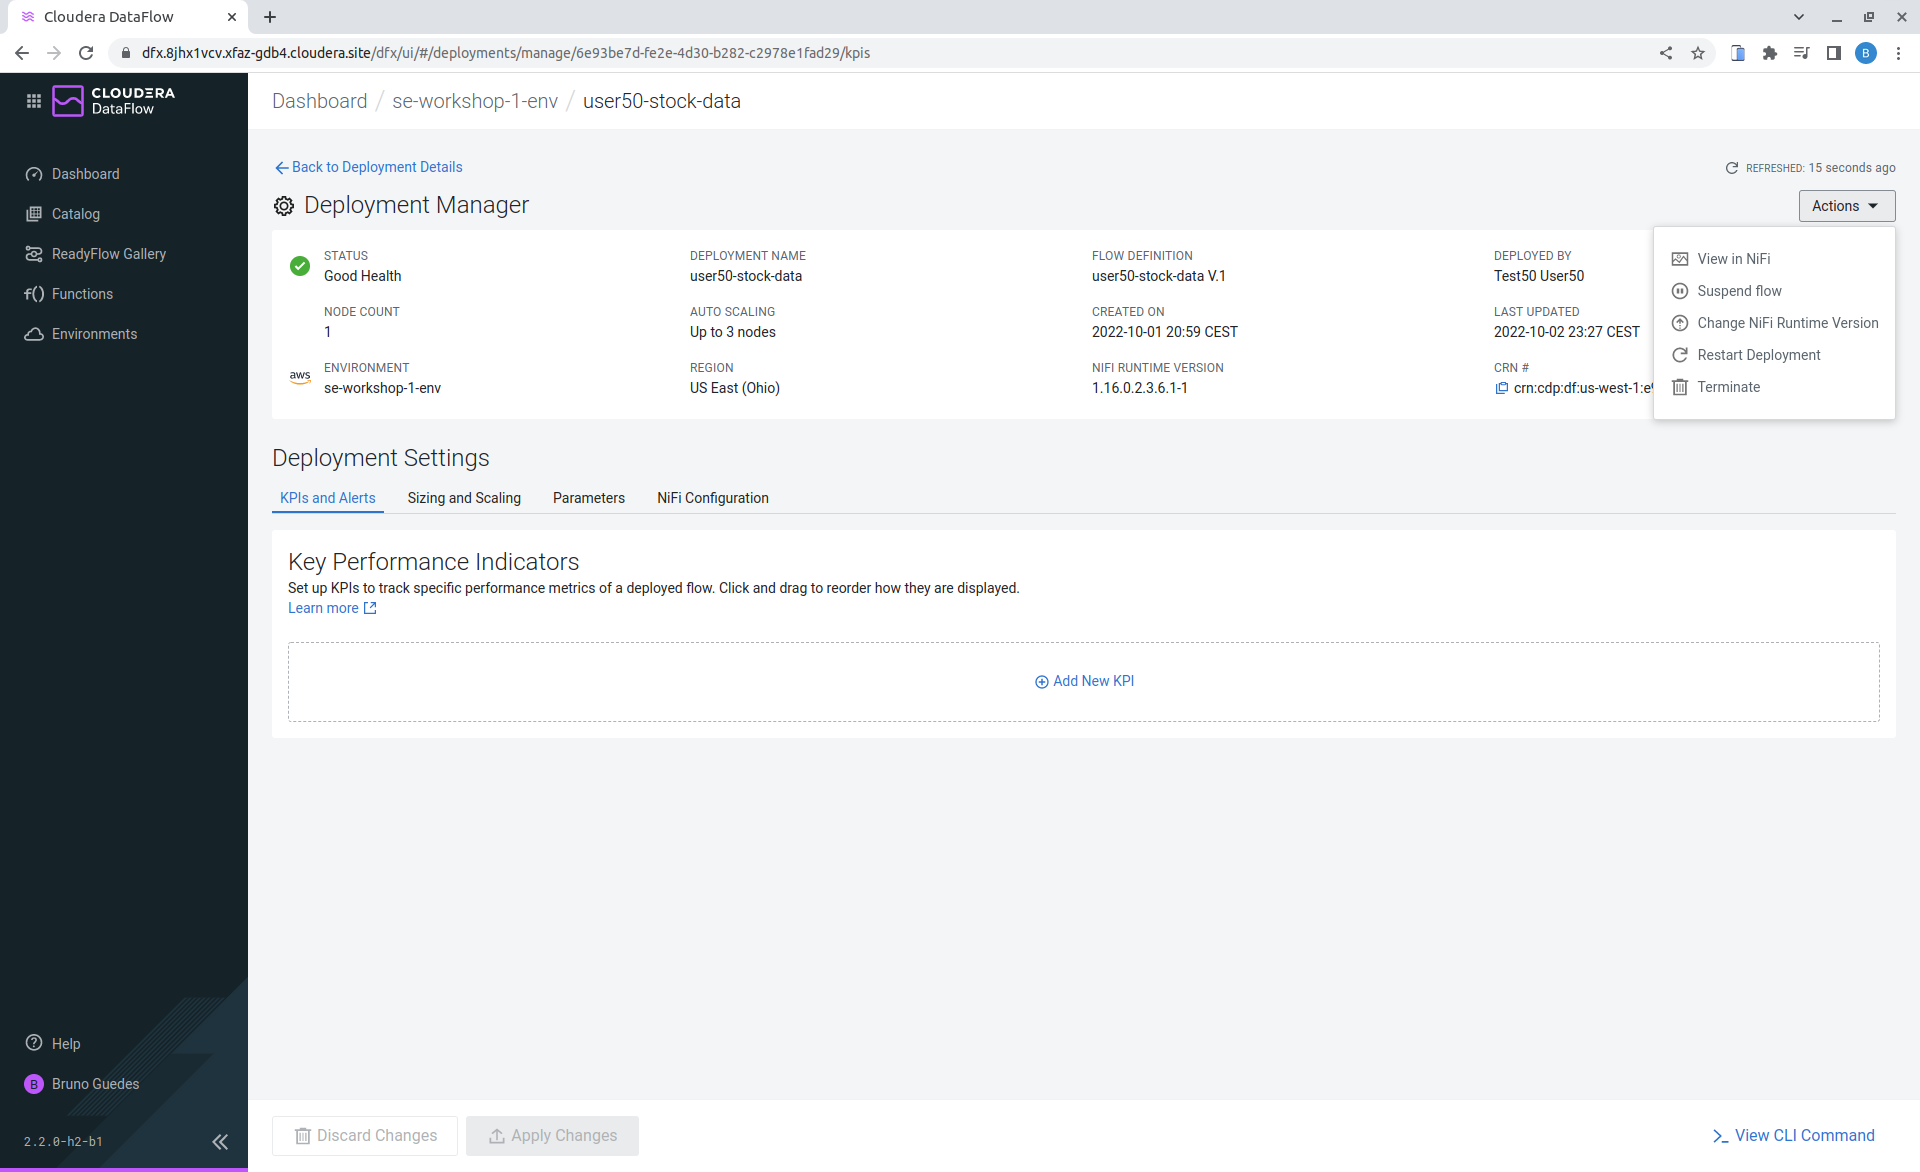 Cloudera DataFlow
dfx.8jhx1vcv.xfaz-gdb4.cloudera.site/dfx/ui/#/deployments/manage/6e93be7d-fe2e-4d30-b282-c2978e1fad29/kpis
B
CLOUDERA
DataFlow
Dashboard
Catalog
ReadyFlow Gallery
f() Functions
Environments
Help
B Bruno Guedes
2.2.0-h2-b1
Dashboard / se-workshop-1-env / user50-stock-data
Back to Deployment Details
REFRESHED: 15 seconds ago
Deployment Manager
Actions
View in NiFi
Suspend flow
Change NiFi Runtime Version
Restart Deployment
Terminate
STATUS DEPLOYMENT NAME FLOW DEFINITION DEPLOYED BY
Good Health user50-stock-data user50-stock-data V.1 Test50 User50
NODE COUNT AUTO SCALING CREATED ON LAST UPDATED
1 Up to 3 nodes 2022-10-01 20:59 CEST 2022-10-02 23:27 CEST
aws ENVIRONMENT REGION NIFI RUNTIME VERSION CRN #
se-workshop-1-env US East (Ohio) 1.16.0.2.3.6.1-1 crn:cdp:df:us-west-1:e
Deployment Settings
KPIs and Alerts Sizing and Scaling Parameters NiFi Configuration
Key Performance Indicators
Set up KPIs to track specific performance metrics of a deployed flow. Click and drag to reorder how they are displayed.
Learn more
Add New KPI
Discard Changes Apply Changes
View CLI Command